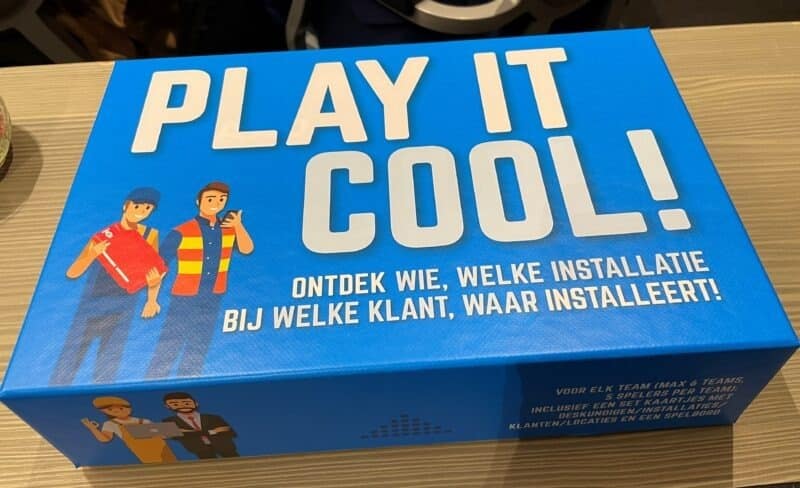 PLAY IT
COOL!
ONTDEK WIE, WELKE INSTALLATIE
BIJ WELKE KLANT, WAAR INSTALLEERT!
VOOR ELK TEAM (MAX 6 TEAMS,
5 SPELERS PER TEAM):
INCLUSIEF EEN SET KAARTJES MET
DESKUNDIGEN/INSTALLATIES/
KLANTEN/LOCATIES EN EEN SPELBORD